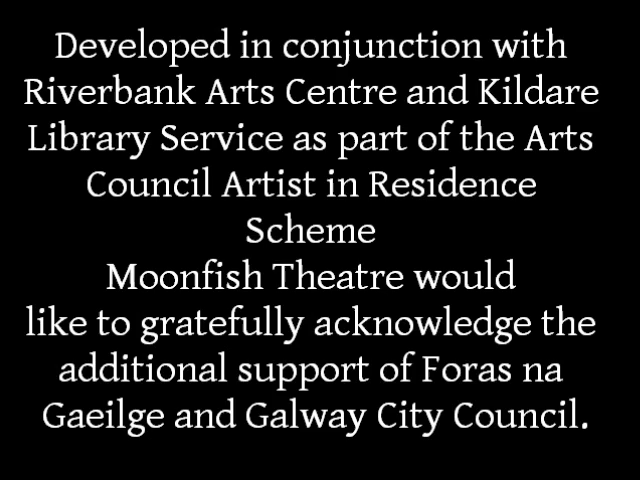 Developed in conjunction with
Riverbank Arts Centre and Kildare
Library Service as part of the Arts
Council Artist in Residence
Scheme
Moonfish Theatre would
like to gratefully acknowledge the
additional support of Foras na
Gaeilge and Galway City Council.